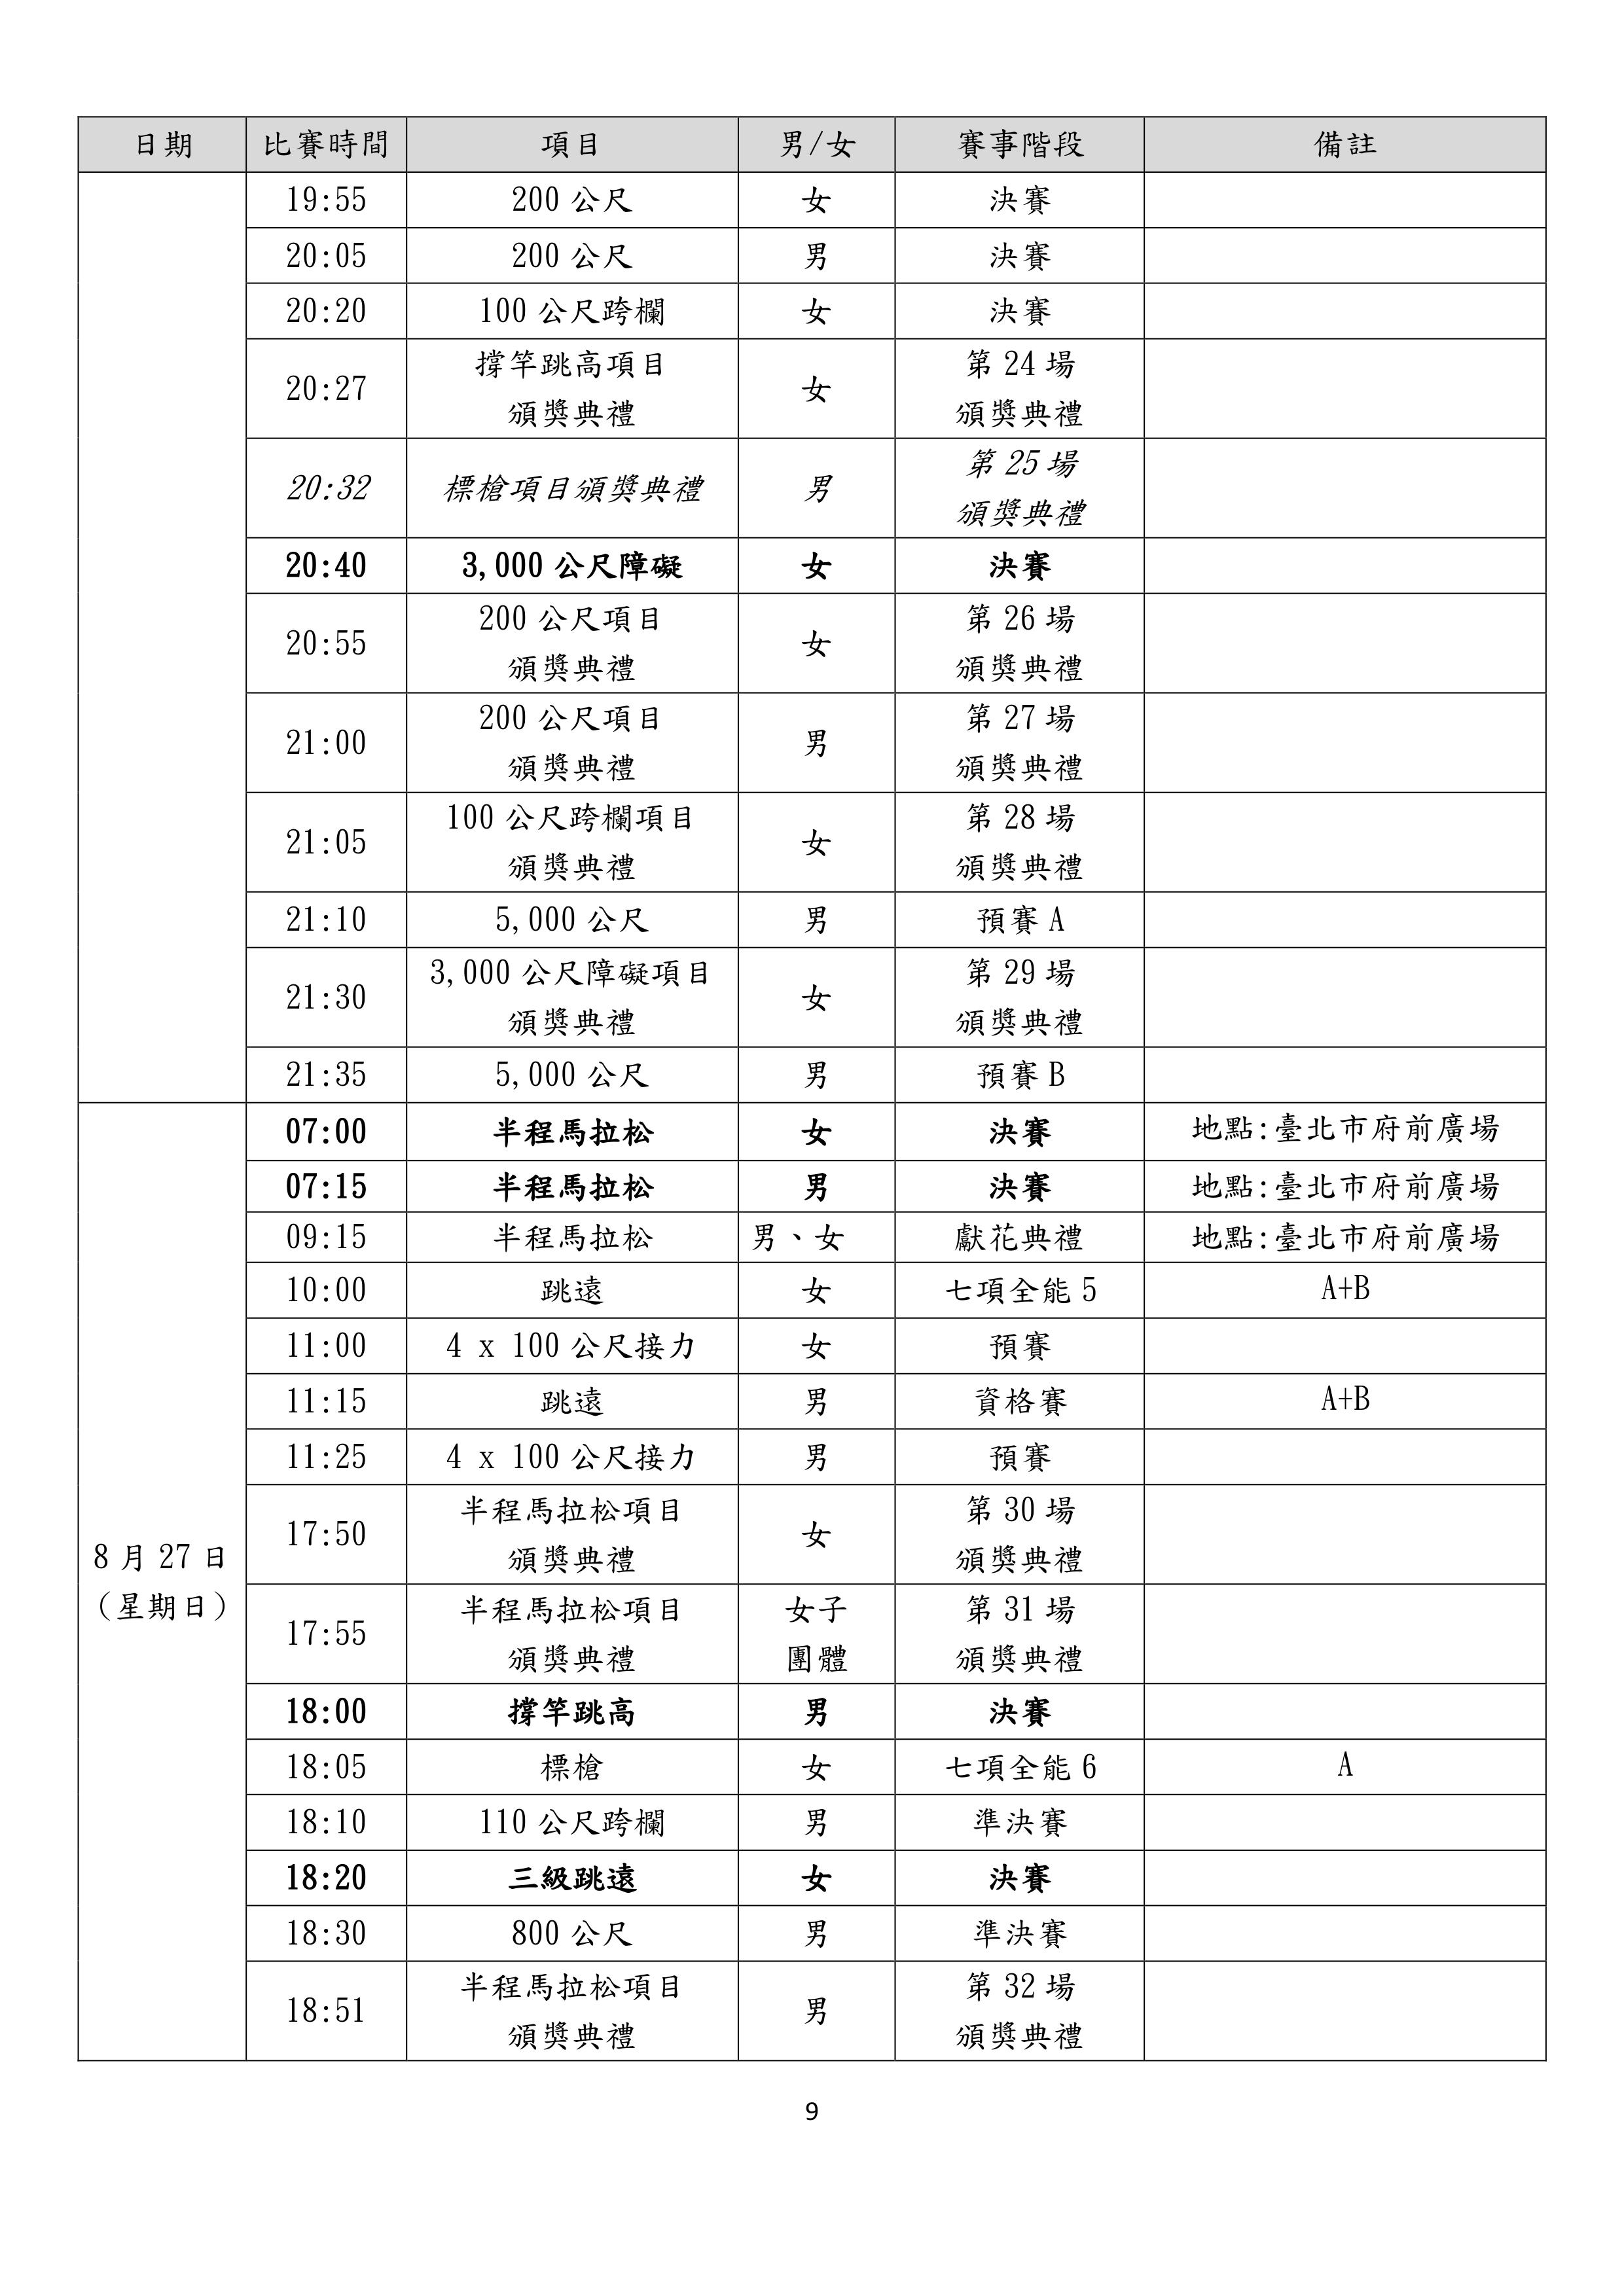 日期 比賽時間 項目 男/女 賽事階段 備註
19:55 200 公尺 女 決賽
20:05 200 公尺 男 決賽
20:20 100 公尺跨欄 女 決賽
20:27 撐竿跳高項目 頒獎典禮 女 第 24 場 頒獎典禮
20:32 標槍項目頒獎典禮 男 第 25 場 頒獎典禮
20:40 3,000 公尺障礙 女 決賽
20:55 200 公尺項目 頒獎典禮 女 第 26 場 頒獎典禮
21:00 200 公尺項目 頒獎典禮 男 第 27 場 頒獎典禮
21:05 100 公尺跨欄項目 頒獎典禮 女 第 28 場 頒獎典禮
21:10 5,000 公尺 男 預賽 A
21:30 3,000 公尺障礙項目 頒獎典禮 女 第 29 場 頒獎典禮
21:35 5,000 公尺 男 預賽 B
8 月 27 日
(星期日)
07:00 半程馬拉松 女 決賽 地點:臺北市府前廣場
07:15 半程馬拉松 男 決賽 地點:臺北市府前廣場
09:15 半程馬拉松 男、女 獻花典禮 地點:臺北市府前廣場
10:00 跳遠 女 七項全能 5 A+B
11:00 4 x 100 公尺接力 女 預賽
11:15 跳遠 男 資格賽 A+B
11:25 4 x 100 公尺接力 男 預賽
17:50 半程馬拉松項目 頒獎典禮 女 第 30 場 頒獎典禮
17:55 半程馬拉松項目 頒獎典禮 女子 團體 第 31 場 頒獎典禮
18:00 撐竿跳高 男 決賽
18:05 標槍 女 七項全能 6 A
18:10 110 公尺跨欄 男 準決賽
18:20 三級跳遠 女 決賽
18:30 800 公尺 男 準決賽
18:51 半程馬拉松項目 頒獎典禮 男 第 32 場 頒獎典禮
9